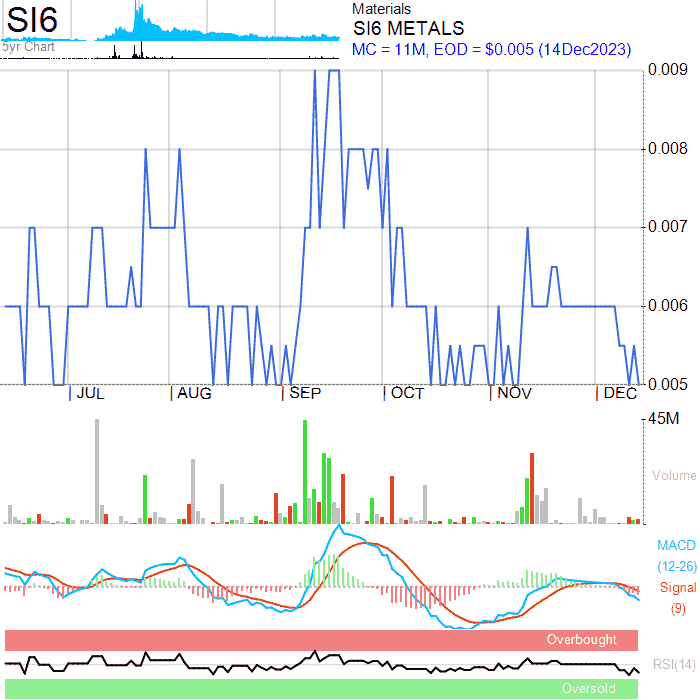 SI6
5yr Chart
Materials
SI6 METALS
MC = 11M, EOD = $0.005 (14Dec2023)
0.009
0.008
0.007
0.006
0.005
JUL AUG SEP OCT NOV DEC
45M
Volume
MACD
(12-26)
Signal
(9)
Overbought
RSI(14)
Oversold